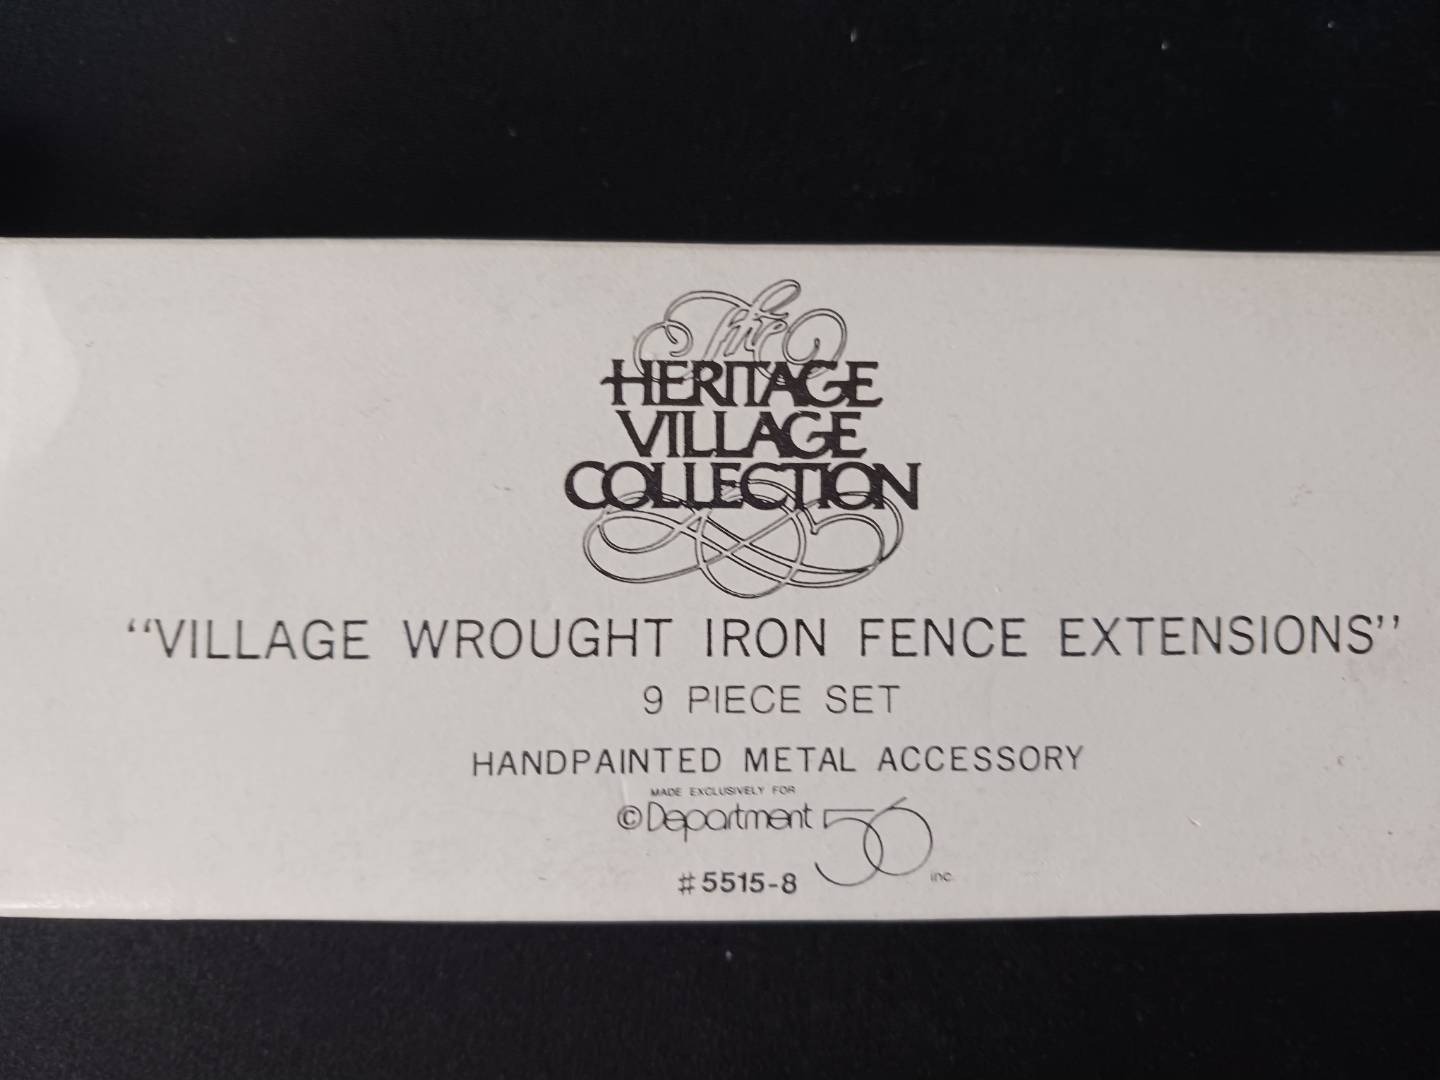 The
HERITAGE
VILLAGE
COLLECTION
“VILLAGE WROUGHT IRON FENCE EXTENSIONS”
9 PIECE SET
HANDPAINTED METAL ACCESSORY
MADE EXCLUSIVELY FOR
©Department 56 inc.
#5515-8